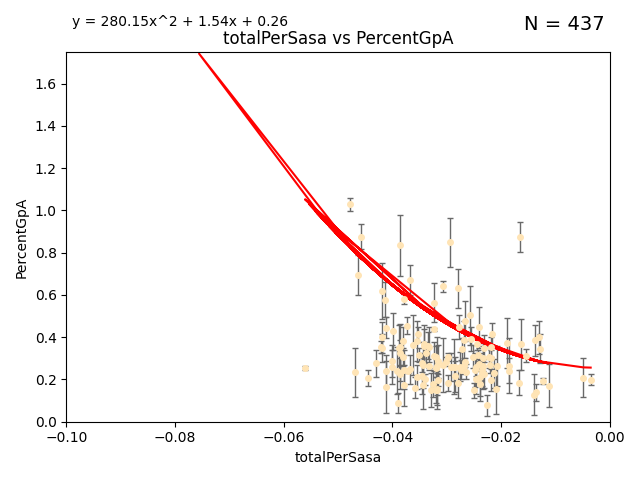 y = 280.15x^2 + 1.54x + 0.26
N = 437
totalPerSasa vs PercentGpA
1.6
1.4
1.2
1.0
0.8
0.6
0.4
0.2
0.0
PercentGpA
−0.10 −0.08 −0.06 −0.04 −0.02 0.00
totalPerSasa